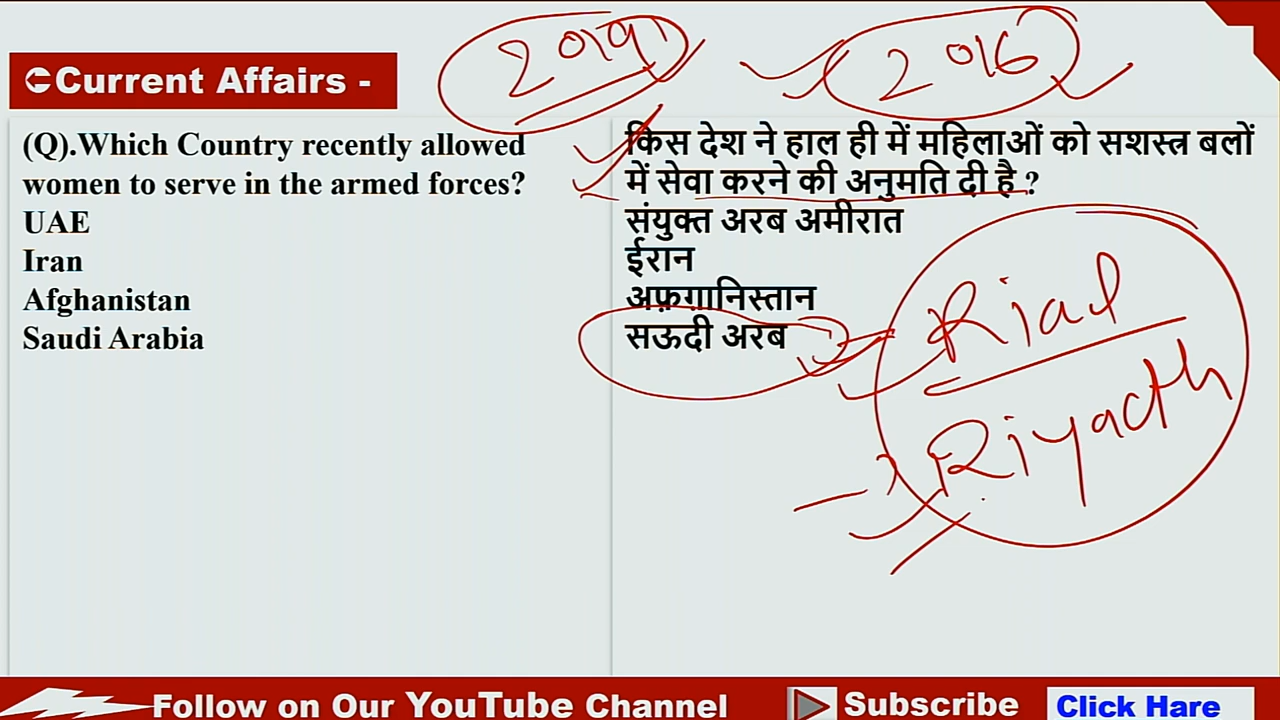 2019
2016
Current Affairs -
(Q).Which Country recently allowed
women to serve in the armed forces?
UAE
Iran
Afghanistan
Saudi Arabia
किस देश ने हाल ही में महिलाओं को सशस्त्र बलों
में सेवा करने की अनुमति दी है ?
संयुक्त अरब अमीरात
ईरान
अफ़ग़ानिस्तान
सऊदी अरब
Riad
Riyadth
Follow on Our YouTube Channel
Subscribe
Click Hare